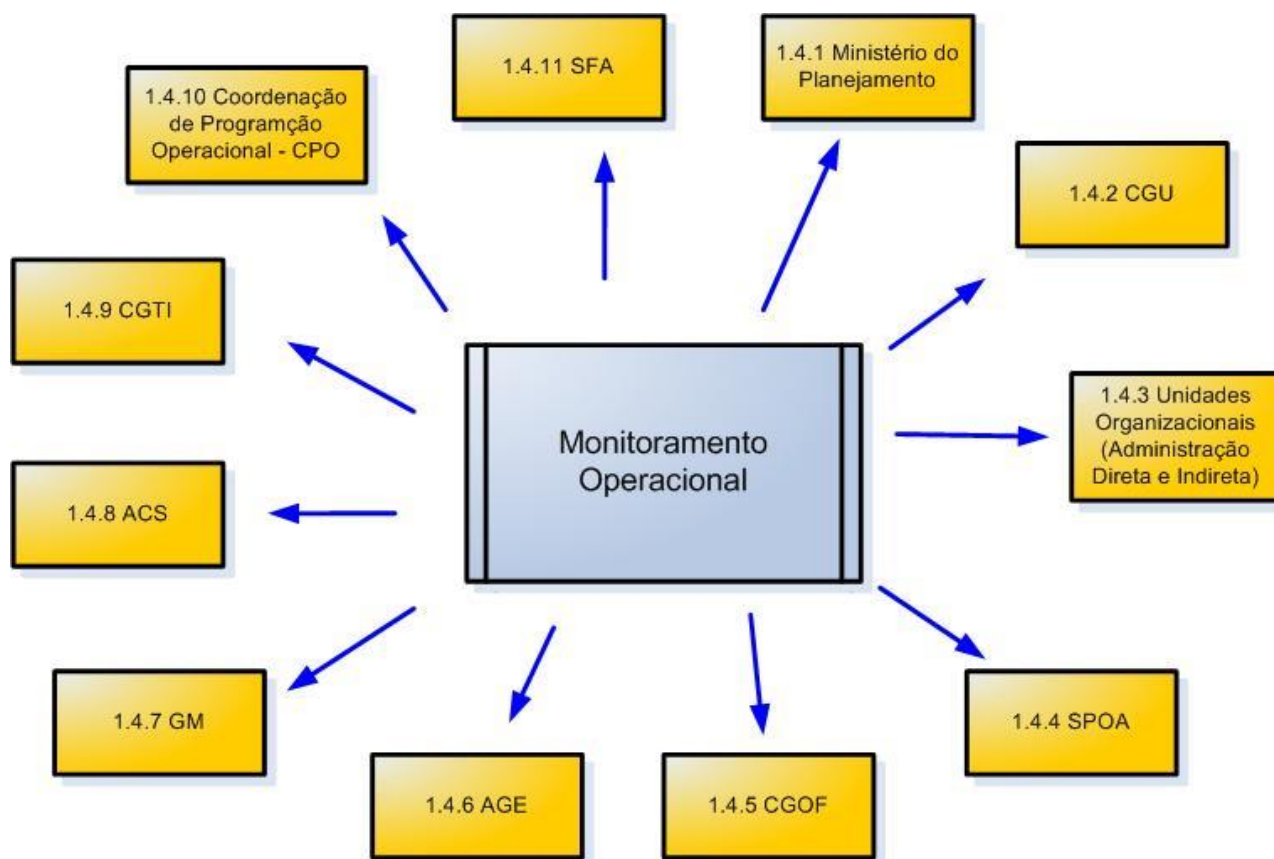 1.4.11 SFA
1.4.1 Ministério do
Planejamento
1.4.10 Coordenação
de Programção
Operacional - CPO
1.4.2 CGU
1.4.9 CGTI
1.4.3 Unidades
Organizacionais
(Administração
Direta e Indireta)
Monitoramento
Operacional
1.4.8 ACS
1.4.7 GM
1.4.4 SPOA
1.4.6 AGE
1.4.5 CGOF